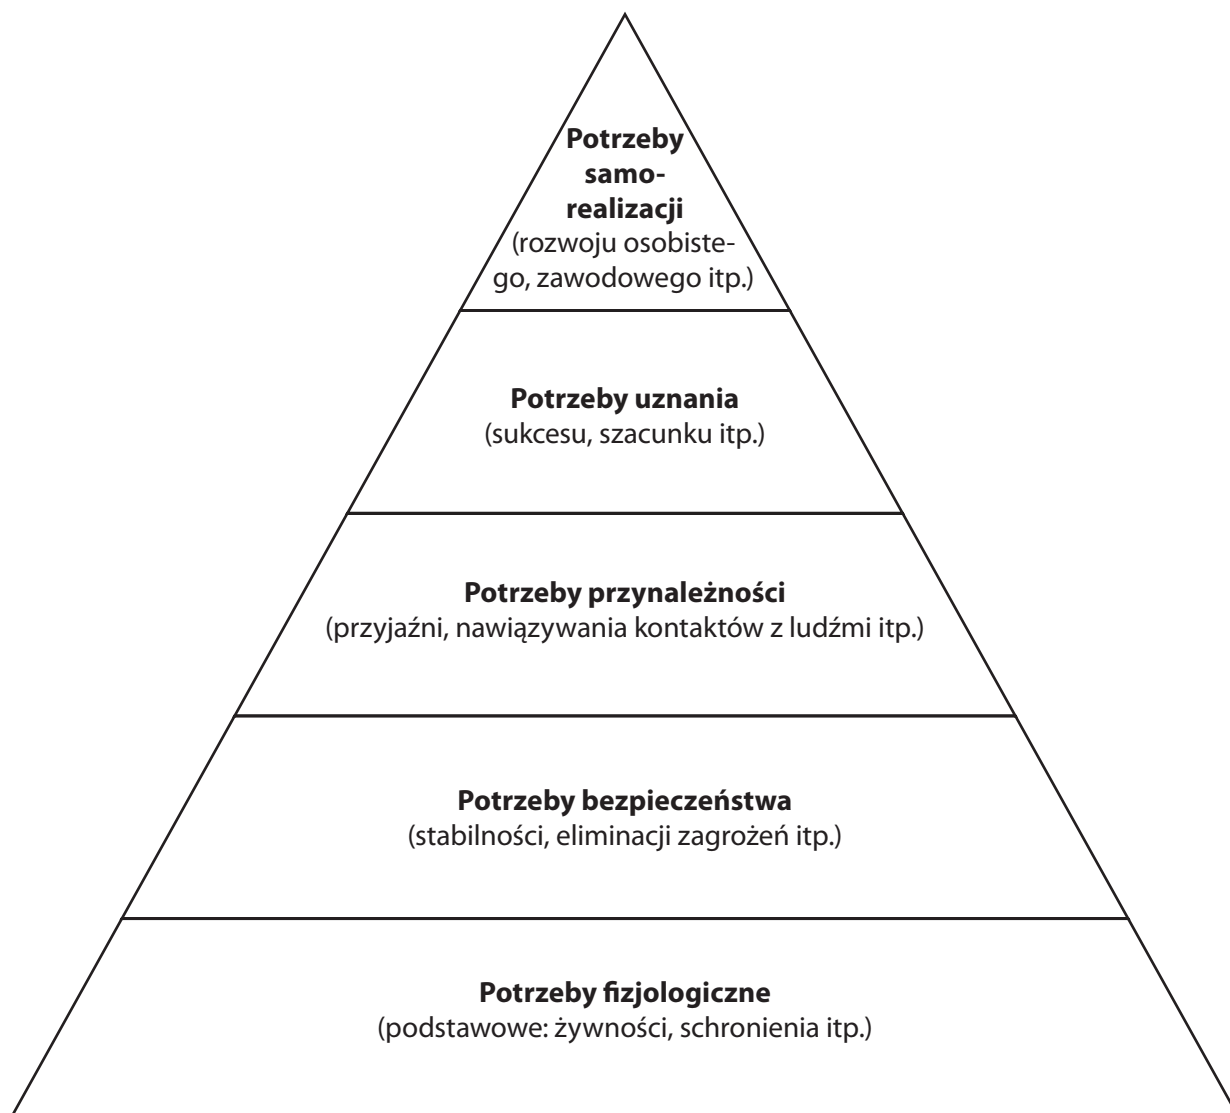 Potrzeby
samo-
realizacji
(rozwoju osobiste-
go, zawodowego itp.)
Potrzeby uznania
(sukcesu, szacunku itp.)
Potrzeby przynależności
(przyjaźni, nawiązywania kontaktów z ludźmi itp.)
Potrzeby bezpieczeństwa
(stabilności, eliminacji zagrożeń itp.)
Potrzeby fizjologiczne
(podstawowe: żywności, schronienia itp.)